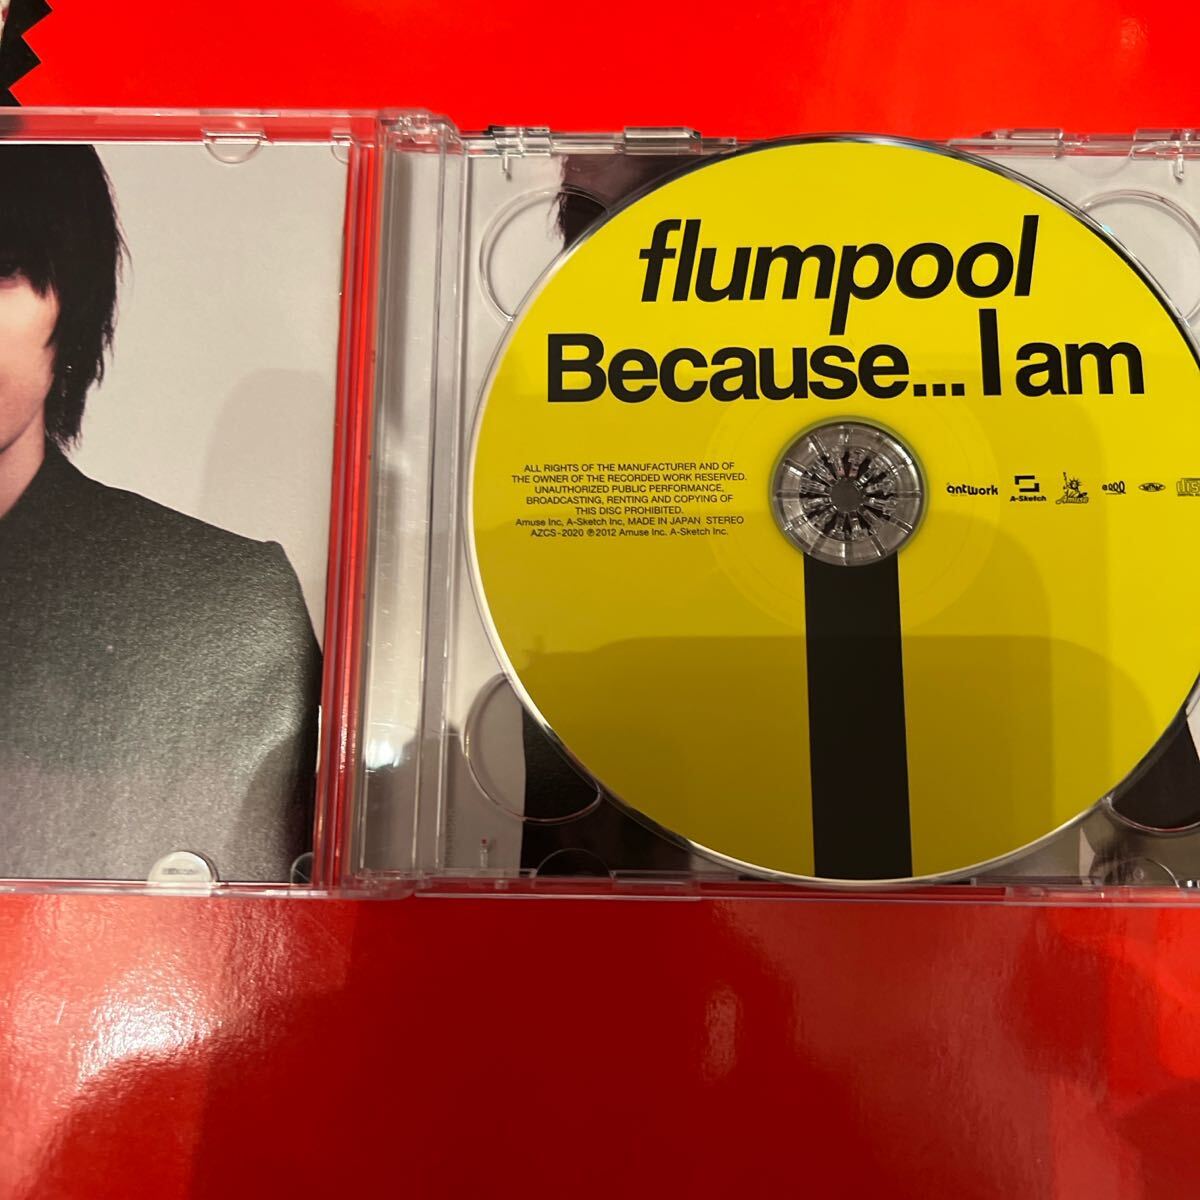 flumpool
Because...I am
ALL RIGHTS OF THE MANUFACTURER AND OF
THE OWNER OF THE RECORDED WORK RESERVED.
UNAUTHORIZED PUBLIC PERFORMANCE,
BROADCASTING, RENTING AND COPYING OF
THIS DISC PROHIBITED.
Amuse Inc, A-Sketch Inc, MADE IN JAPAN STEREO
AZCS-2020 ℗2012 Amuse Inc. A-Sketch Inc.
antwork
A-Sketch
Amuse